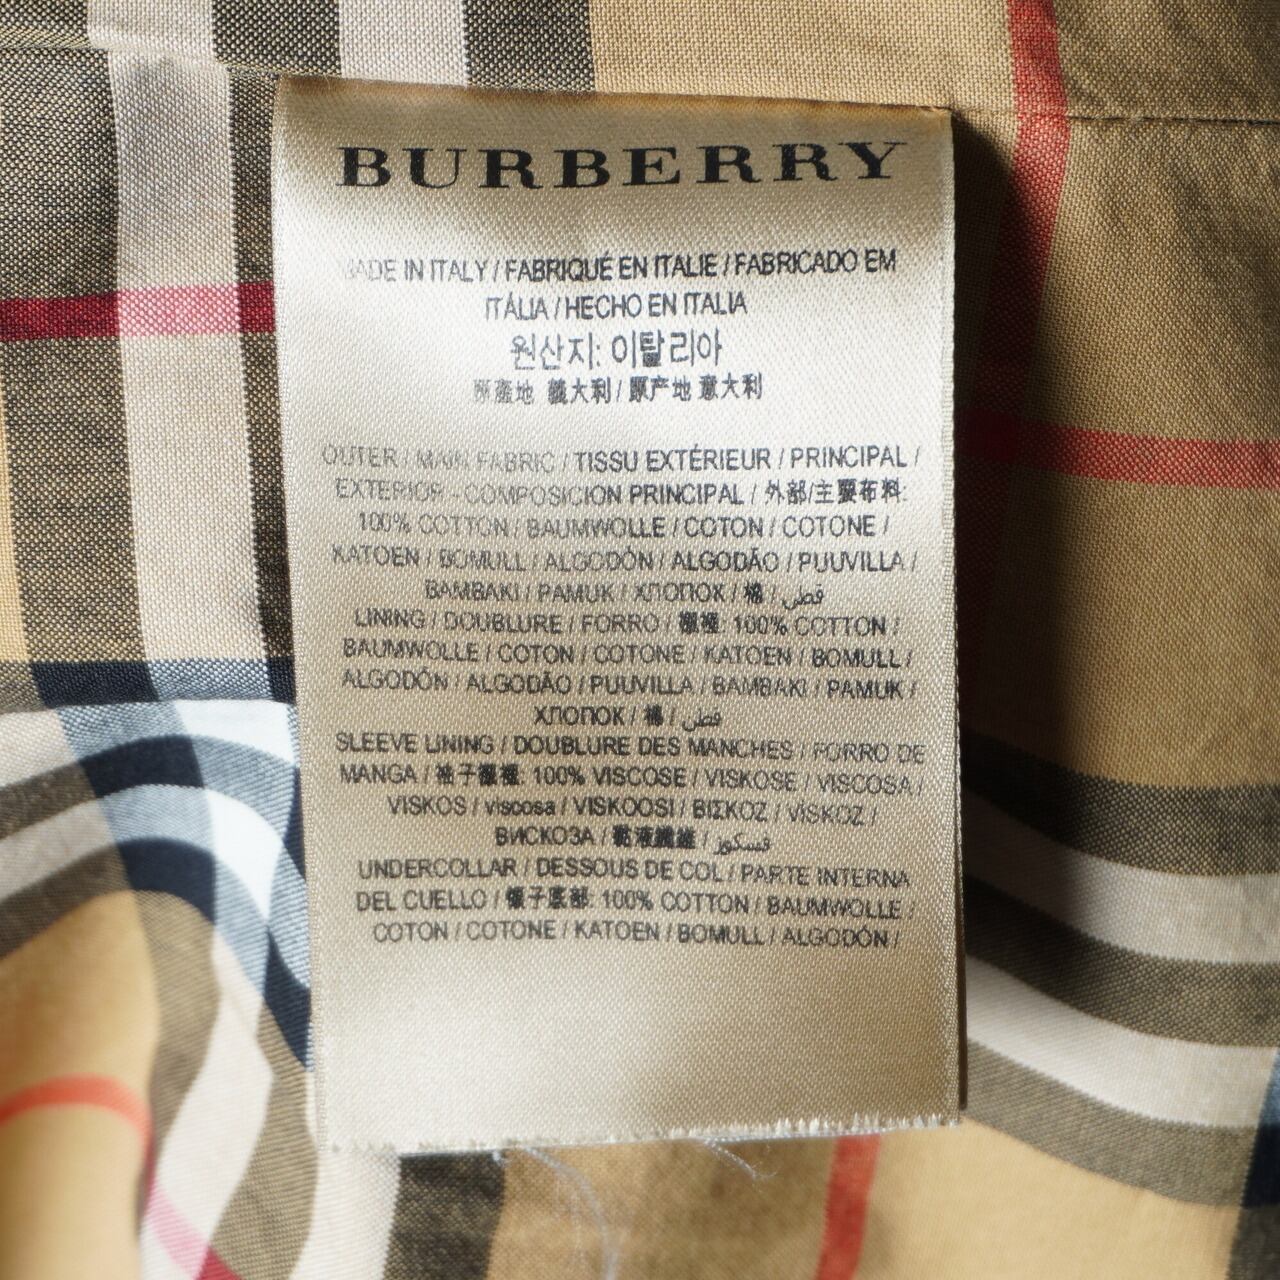 BURBERRY
MADE IN ITALY / FABRIQUÉ EN ITALIE / FABRICADO EM
ITÁLIA / HECHO EN ITALIA
원산지: 이탈리아
原產地 義大利 / 原产地 意大利
OUTER / MAIN FABRIC / TISSU EXTÉRIEUR / PRINCIPAL /
EXTERIOR - COMPOSICION PRINCIPAL / 外部/主要布料:
100% COTTON / BAUMWOLLE / COTON / COTONE /
KATOEN / BOMULL / ALGODÓN / ALGODÃO / PUUVILLA /
BAMBAKI / PAMUK / ХЛОПОК / 棉 / قطن
LINING / DOUBLURE / FORRO / 襯裡: 100% COTTON /
BAUMWOLLE / COTON / COTONE / KATOEN / BOMULL /
ALGODÓN / ALGODÃO / PUUVILLA / BAMBAKI / PAMUK /
ХЛОПОК / 棉 / قطن
SLEEVE LINING / DOUBLURE DES MANCHES / FORRO DE
MANGA / 袖子襯裡: 100% VISCOSE / VISKOSE / VISCOSA /
VISKOS / viscosa / VISKOOSI / ΒΙΣΚΟΖ / VİSKOZ /
ВИСКОЗА / 黏液纖維 / فسكوز
UNDERCOLLAR / DESSOUS DE COL / PARTE INTERNA
DEL CUELLO / 領子底部: 100% COTTON / BAUMWOLLE /
COTON / COTONE / KATOEN / BOMULL / ALGODÓN /